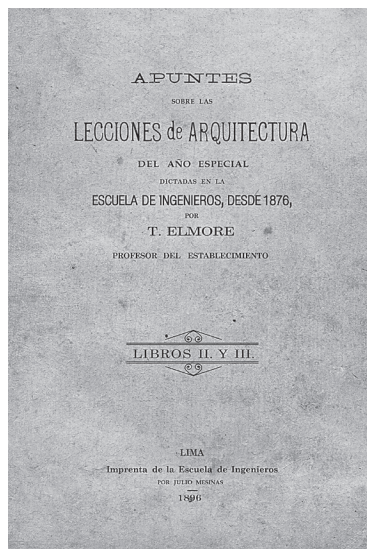 APUNTES
SOBRE LAS
LECCIONES de ARQUITECTURA
DEL AÑO ESPECIAL
DICTADAS EN LA
ESCUELA DE INGENIEROS, DESDE 1876,
POR
T. ELMORE
PROFESOR DEL ESTABLECIMIENTO
LIBROS II. Y III.
LIMA
Imprenta de la Escuela de Ingenieros
POR JULIO MESINAS
1896